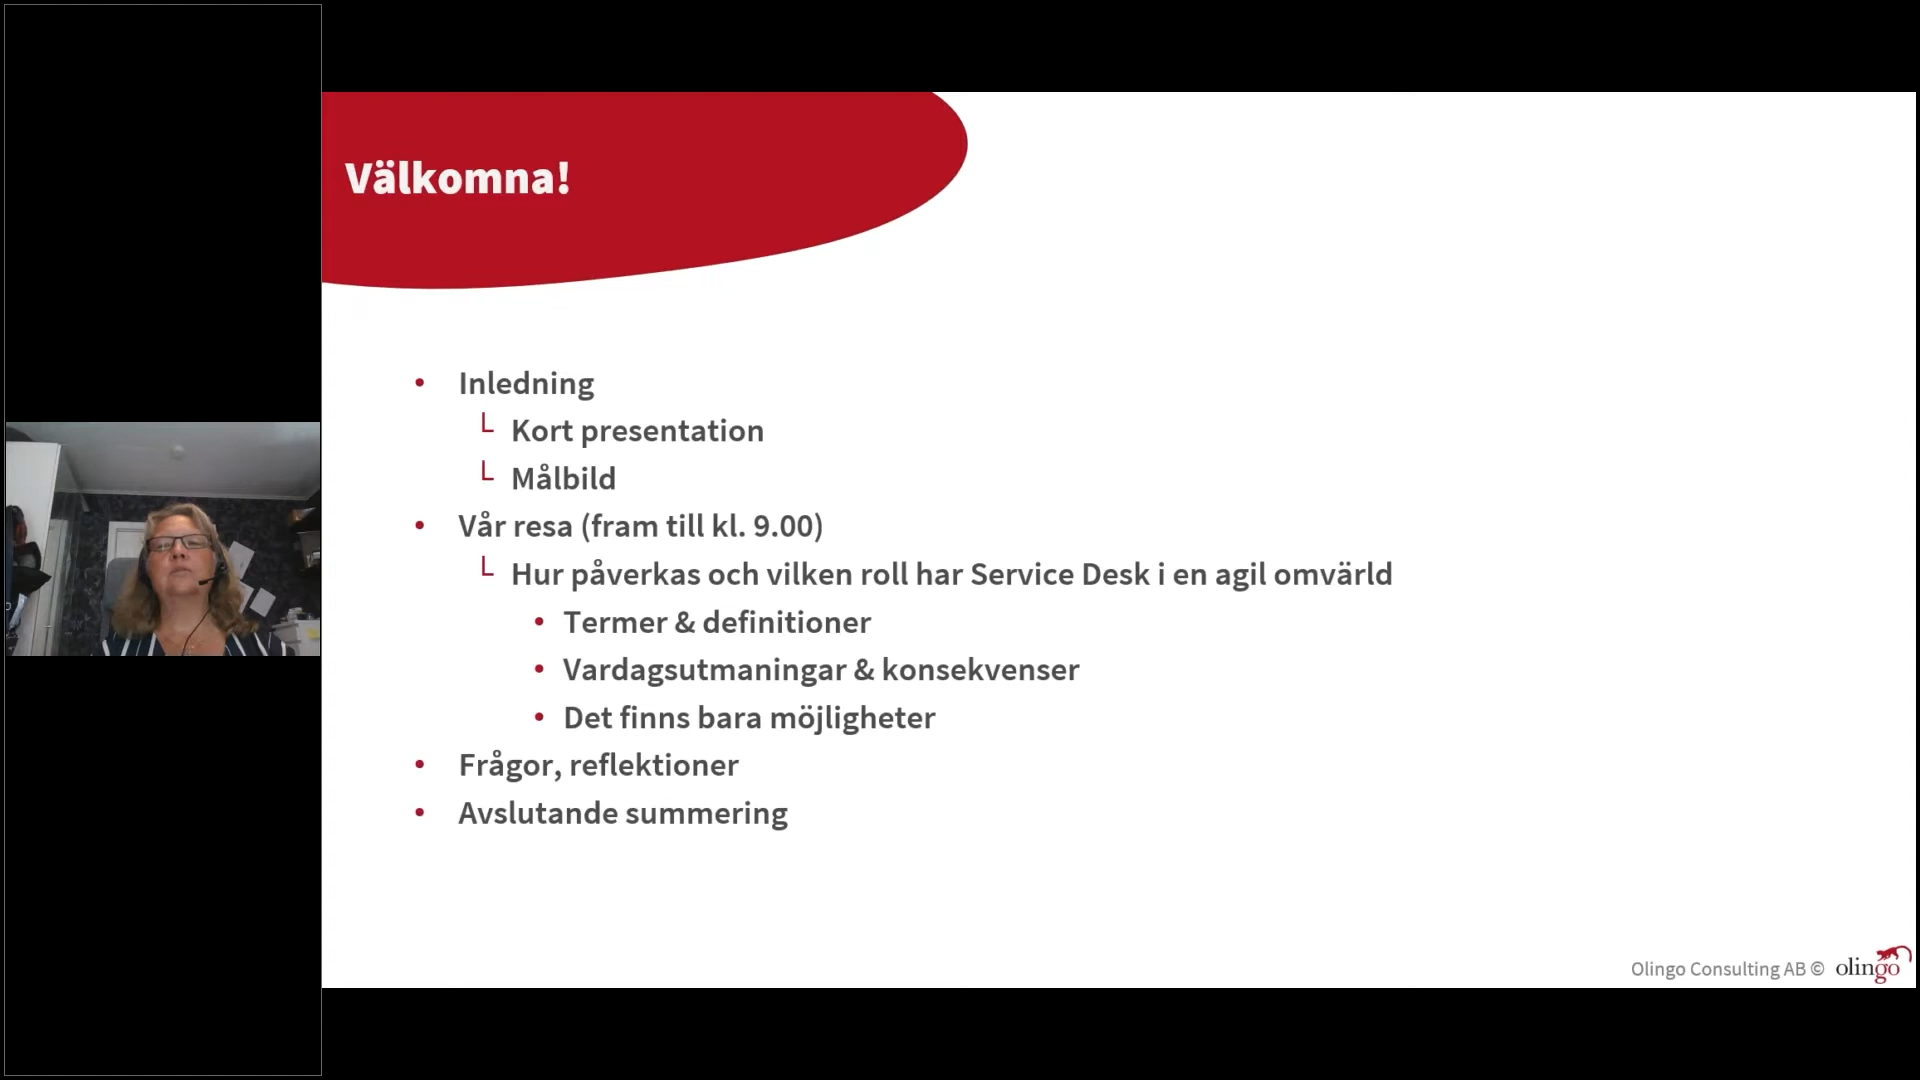 Välkomna!
• Inledning
└ Kort presentation
└ Målbild
• Vår resa (fram till kl. 9.00)
└ Hur påverkas och vilken roll har Service Desk i en agil omvärld
• Termer & definitioner
• Vardagsutmaningar & konsekvenser
• Det finns bara möjligheter
• Frågor, reflektioner
• Avslutande summering
Olingo Consulting AB © olingo